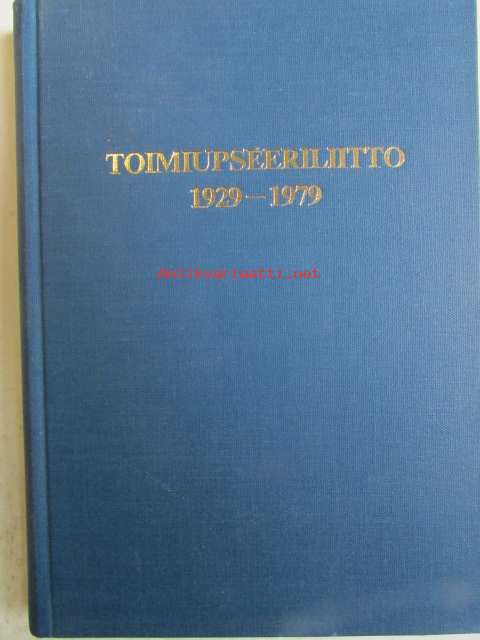 TOIMIUPSEERILIITTO
1929—1979
Antikvariaatti.net